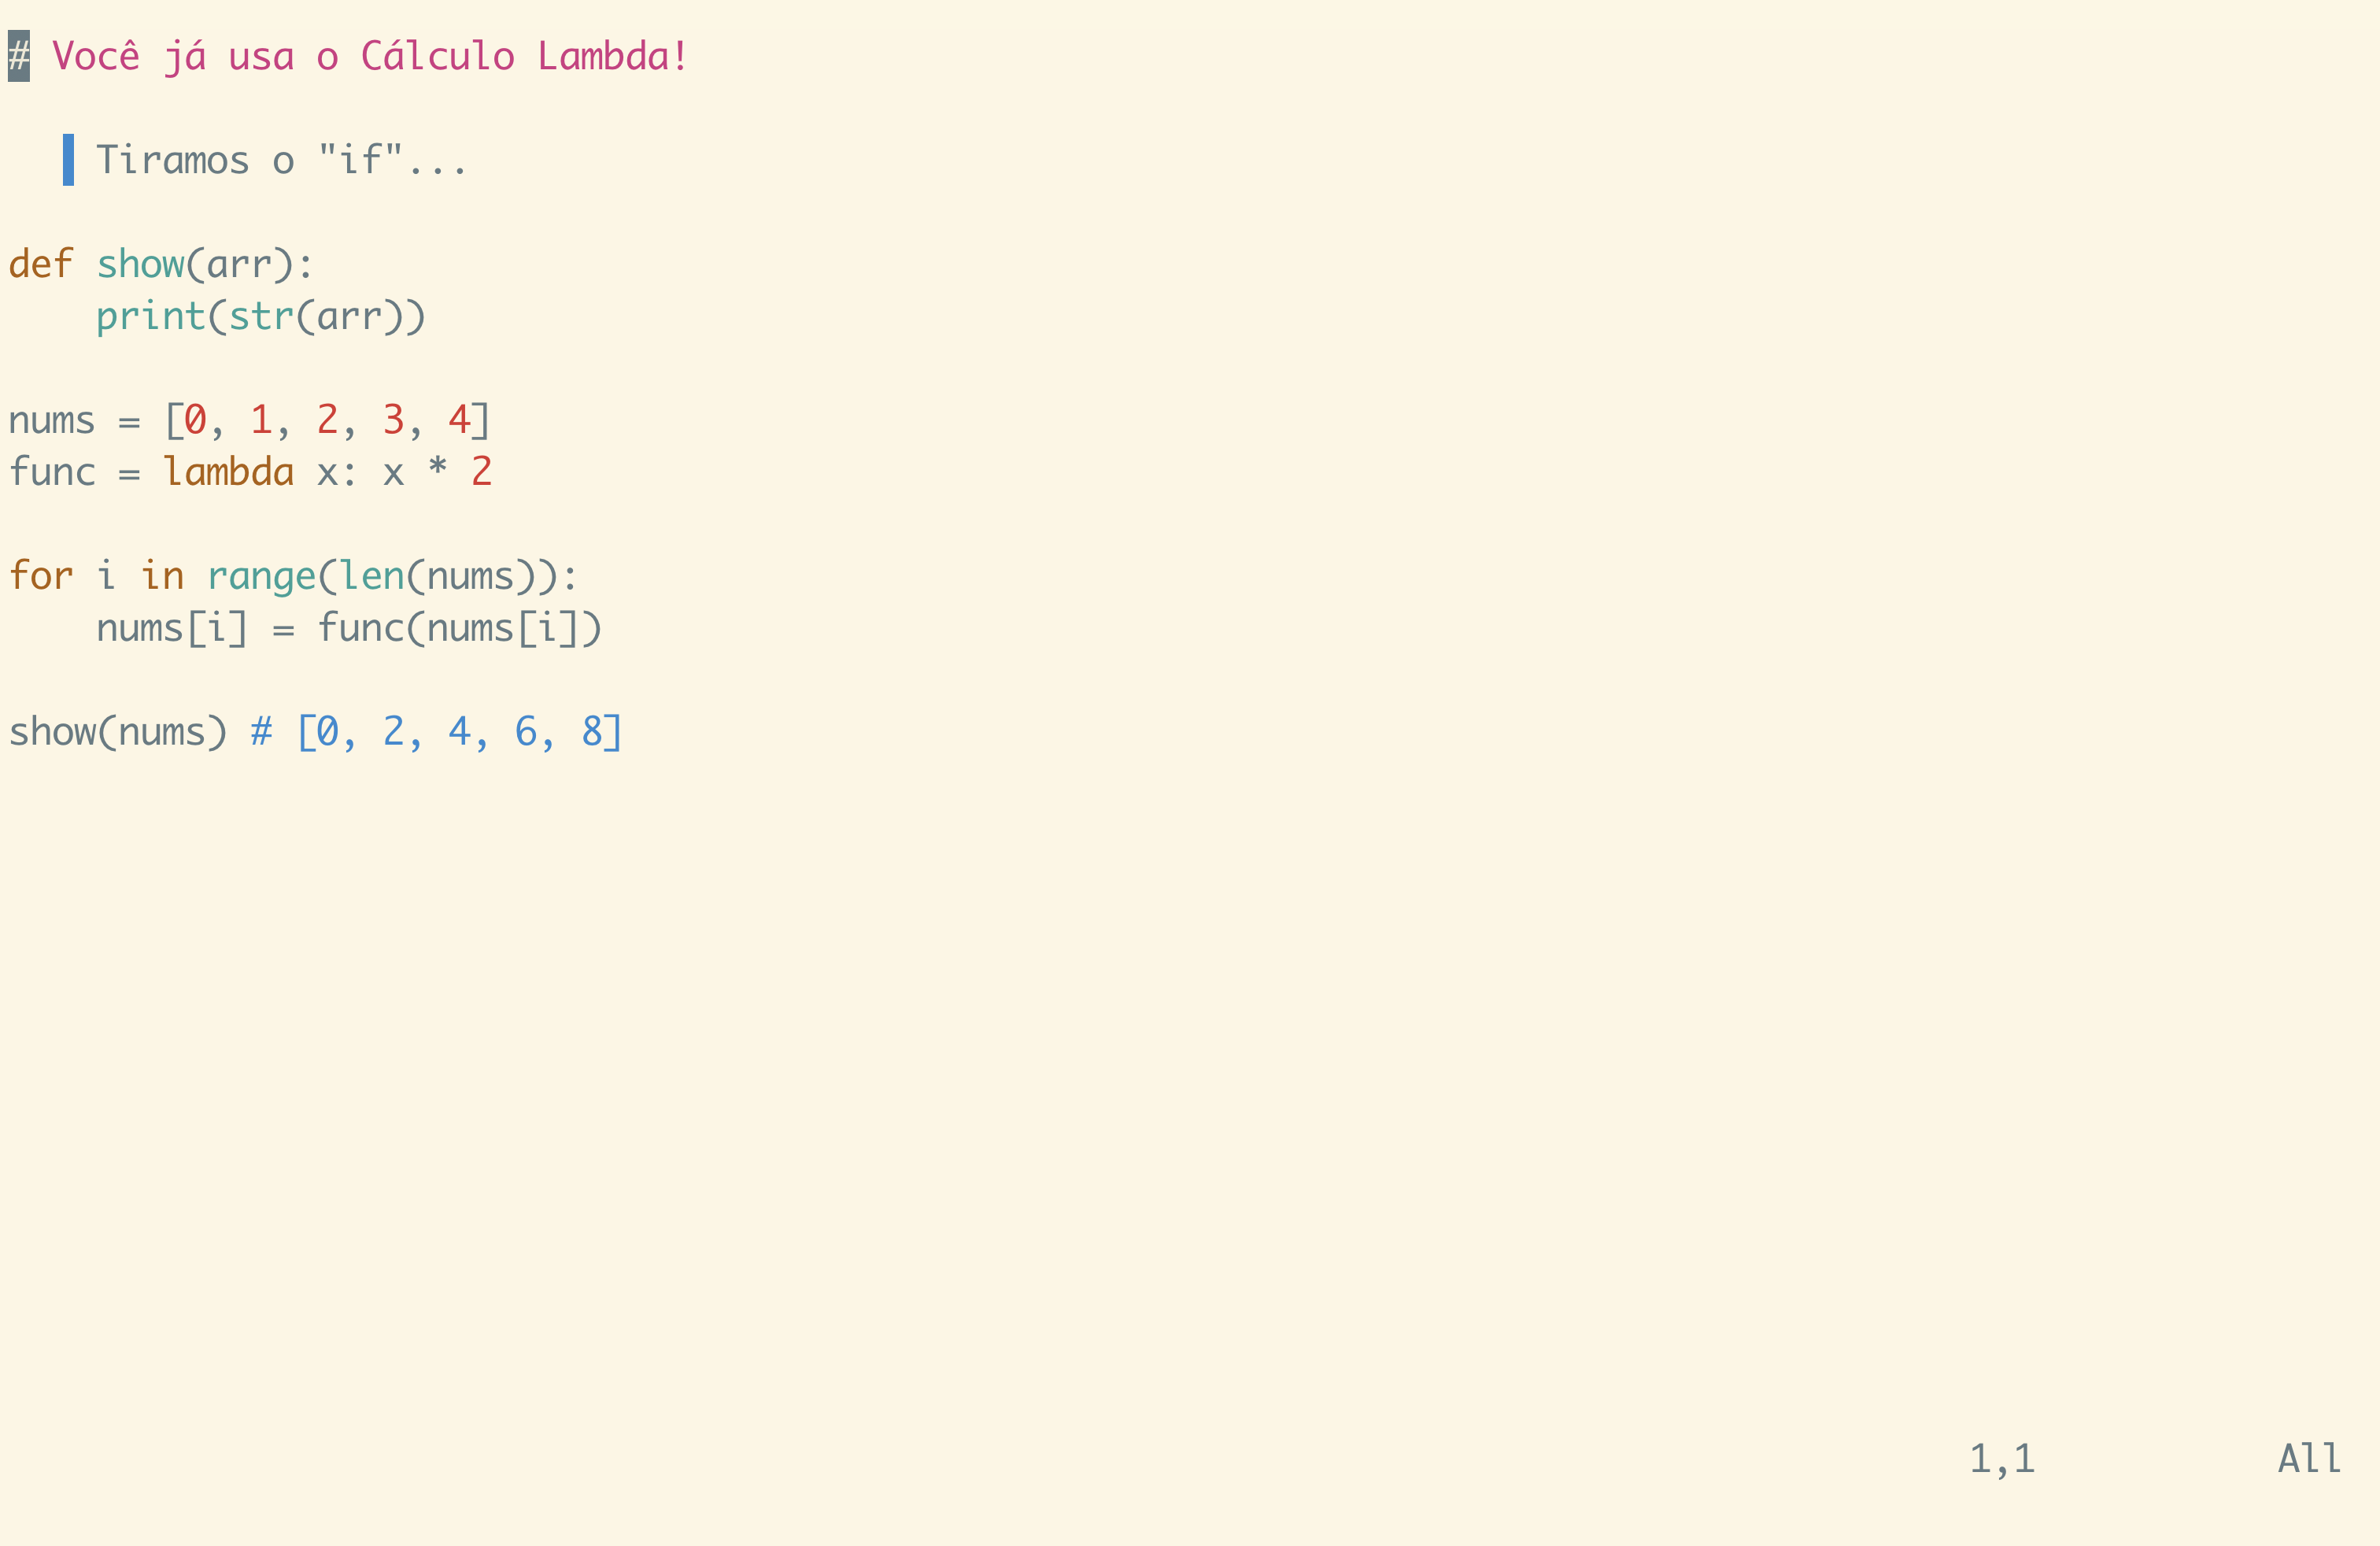 # Você já usa o Cálculo Lambda!
Tiramos o "if"...
def show(arr):
    print(str(arr))
nums = [0, 1, 2, 3, 4]
func = lambda x: x * 2
for i in range(len(nums)):
    nums[i] = func(nums[i])
show(nums) # [0, 2, 4, 6, 8]
1,1 All